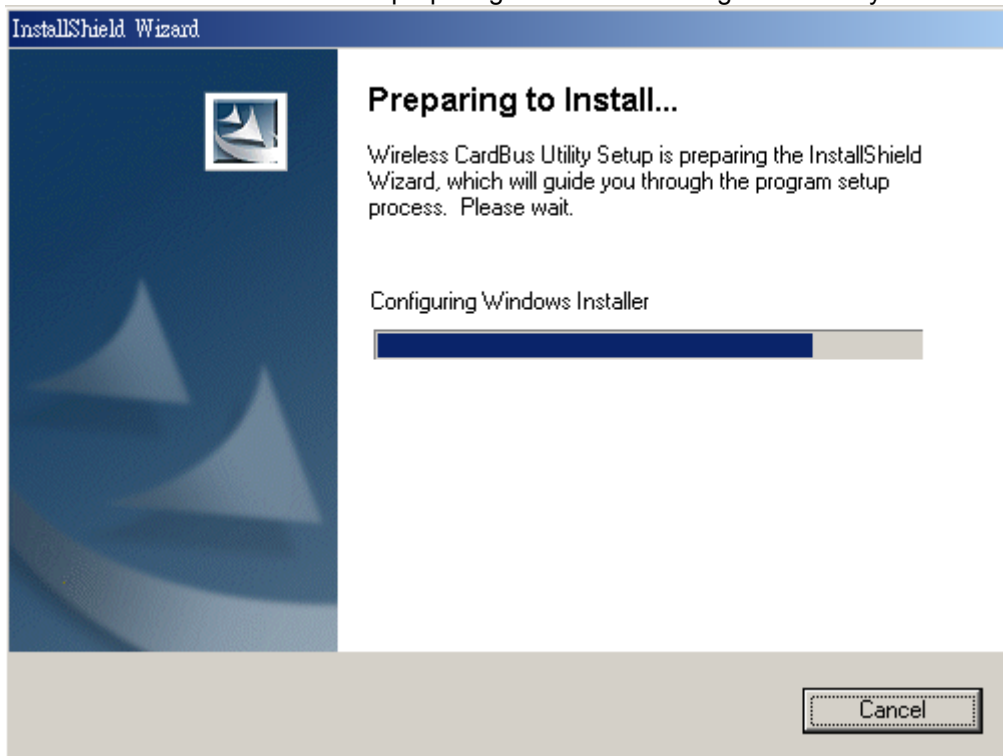 InstallShield Wizard
Preparing to Install...
Wireless CardBus Utility Setup is preparing the InstallShield
Wizard, which will guide you through the program setup
process.  Please wait.
Configuring Windows Installer
Cancel